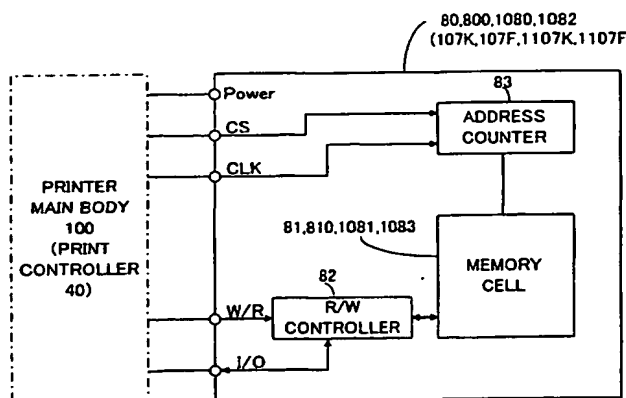 80,800,1080,1082
(107K,107F,1107K,1107F)
Power
83
CS
ADDRESS
COUNTER
CLK
PRINTER
MAIN BODY
100
(PRINT
CONTROLLER
40)
81,810,1081,1083
MEMORY
CELL
82
W/R
R/W
CONTROLLER
I/O